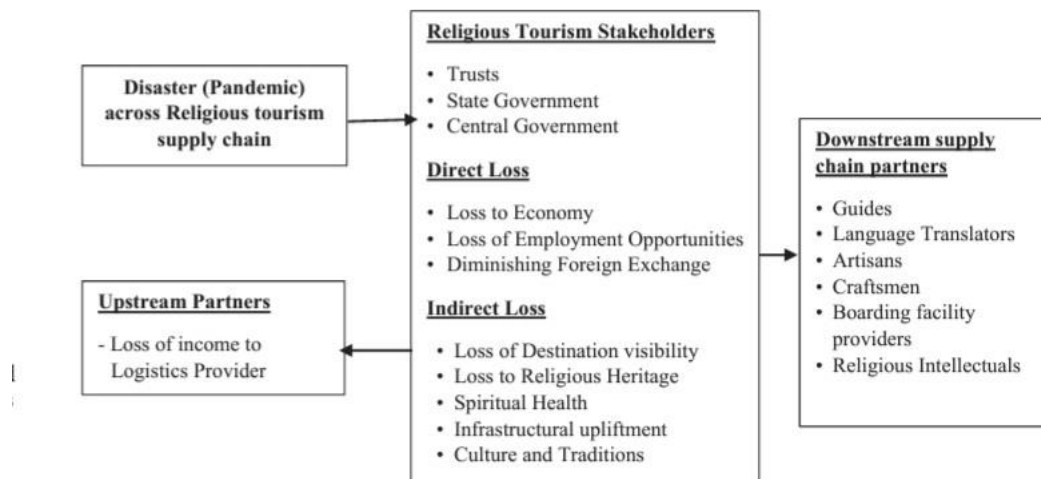 Disaster (Pandemic)
across Religious tourism
supply chain
Religious Tourism Stakeholders
• Trusts
• State Government
• Central Government
Direct Loss
• Loss to Economy
• Loss of Employment Opportunities
• Diminishing Foreign Exchange
Indirect Loss
• Loss of Destination visibility
• Loss to Religious Heritage
• Spiritual Health
• Infrastructural upliftment
• Culture and Traditions
Upstream Partners
- Loss of income to
Logistics Provider
Downstream supply
chain partners
• Guides
• Language Translators
• Artisans
• Craftsmen
• Boarding facility
providers
• Religious Intellectuals